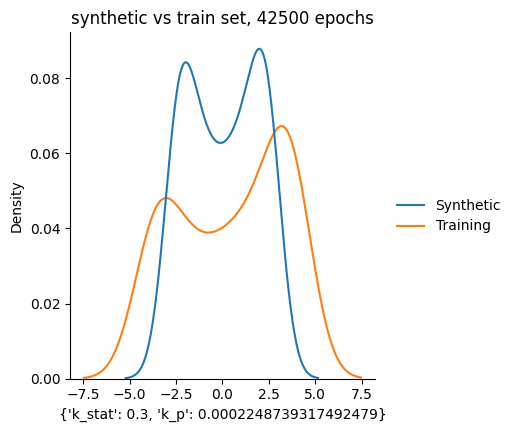 synthetic vs train set, 42500 epochs
0.08
0.06
0.04
0.02
0.00
Density
Synthetic
Training
−7.5 −5.0 −2.5 0.0 2.5 5.0 7.5
{'k_stat': 0.3, 'k_p': 0.0002248739317492479}